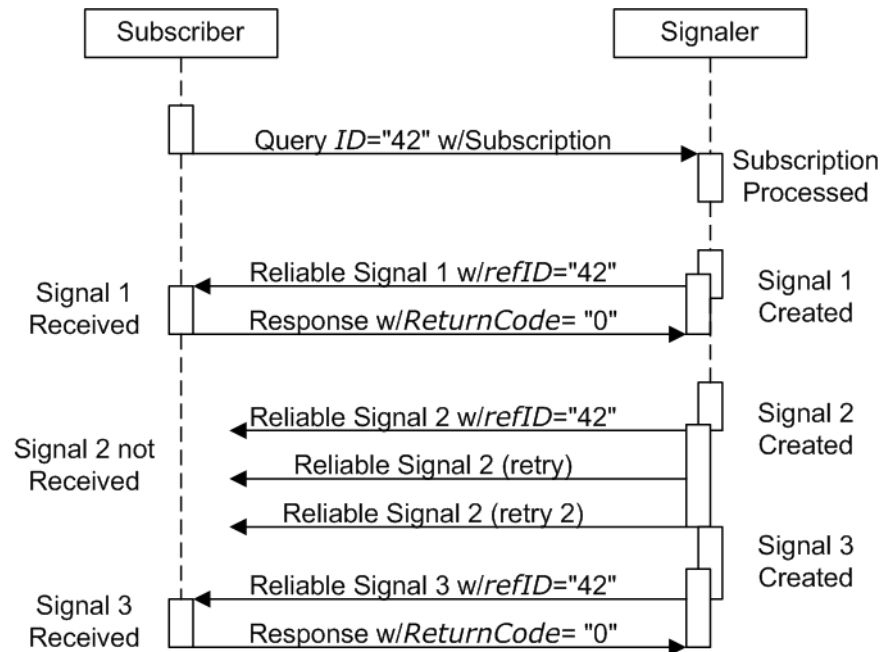 Subscriber
Signaler
Query ID="42" w/Subscription
Subscription
Processed
Reliable Signal 1 w/refID="42"
Signal 1
Received
Signal 1
Created
Response w/ReturnCode= "0"
Reliable Signal 2 w/refID="42"
Signal 2
Created
Signal 2 not
Received
Reliable Signal 2 (retry)
Reliable Signal 2 (retry 2)
Signal 3
Created
Reliable Signal 3 w/refID="42"
Signal 3
Received
Response w/ReturnCode= "0"